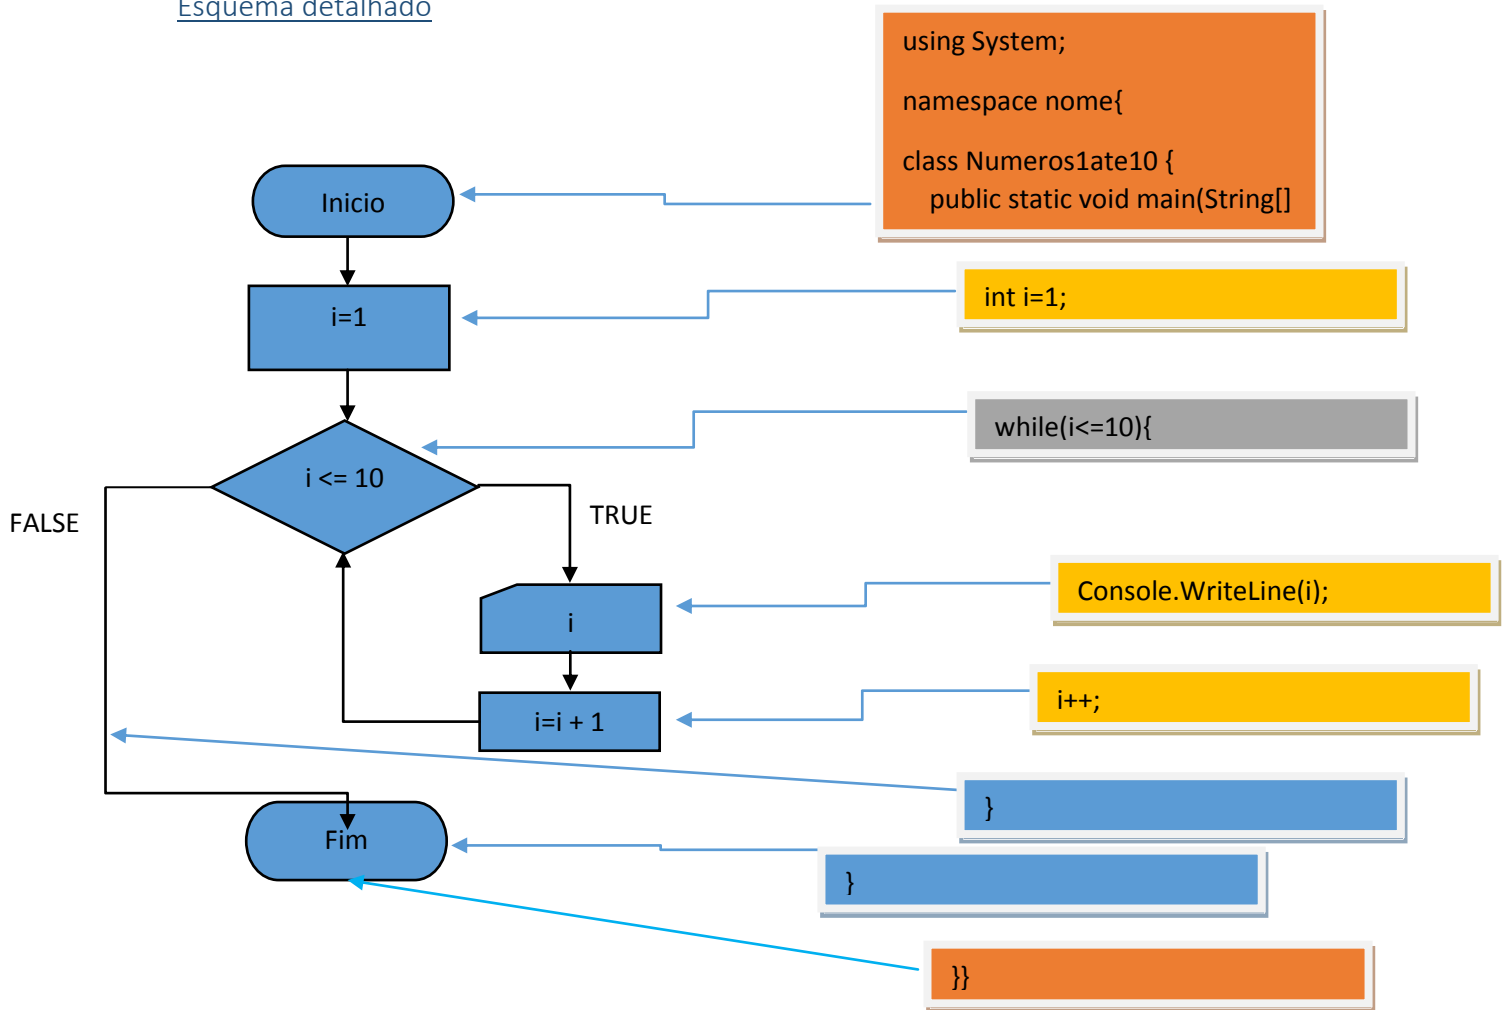 Esquema detalhado
using System;
namespace nome{
class Numeros1ate10 {
public static void main(String[]
Inicio
int i=1;
i=1
while(i<=10){
i <= 10
FALSE
TRUE
Console.WriteLine(i);
i
i++;
i=i + 1
}
Fim
}
}}